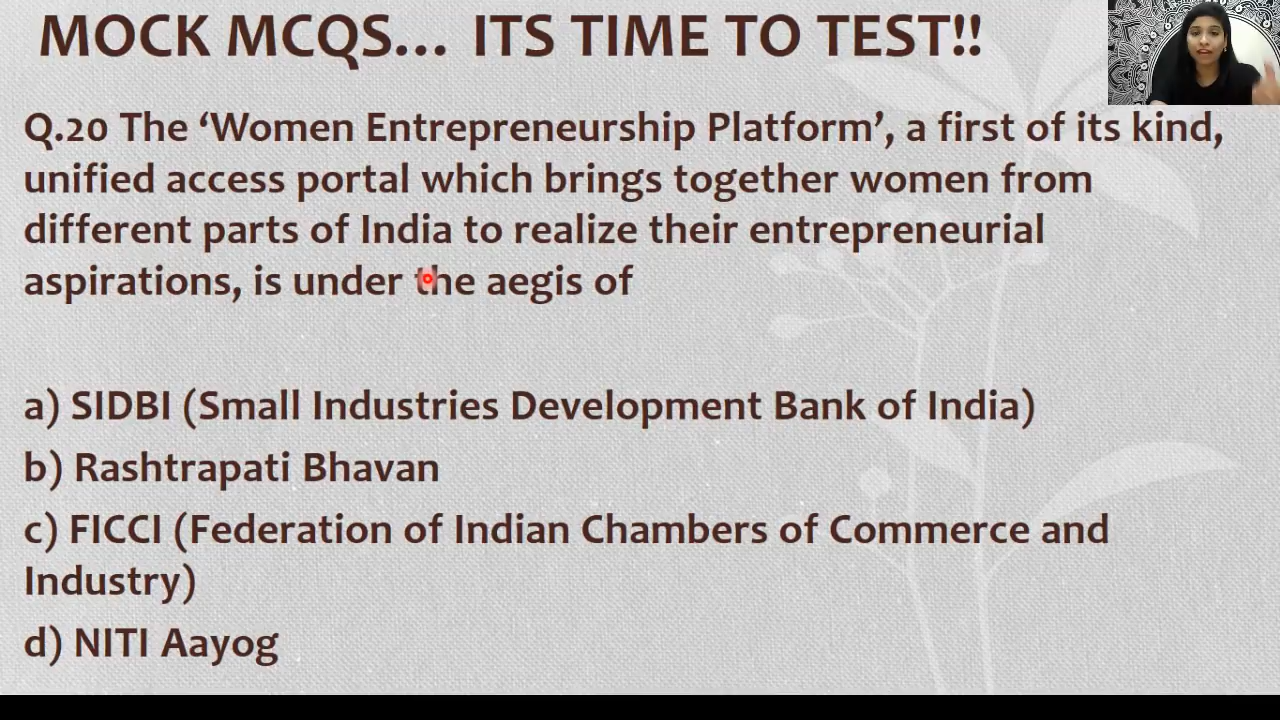 MOCK MCQS... ITS TIME TO TEST!!
Q.20 The ‘Women Entrepreneurship Platform’, a first of its kind,
unified access portal which brings together women from
different parts of India to realize their entrepreneurial
aspirations, is under the aegis of
a) SIDBI (Small Industries Development Bank of India)
b) Rashtrapati Bhavan
c) FICCI (Federation of Indian Chambers of Commerce and
Industry)
d) NITI Aayog